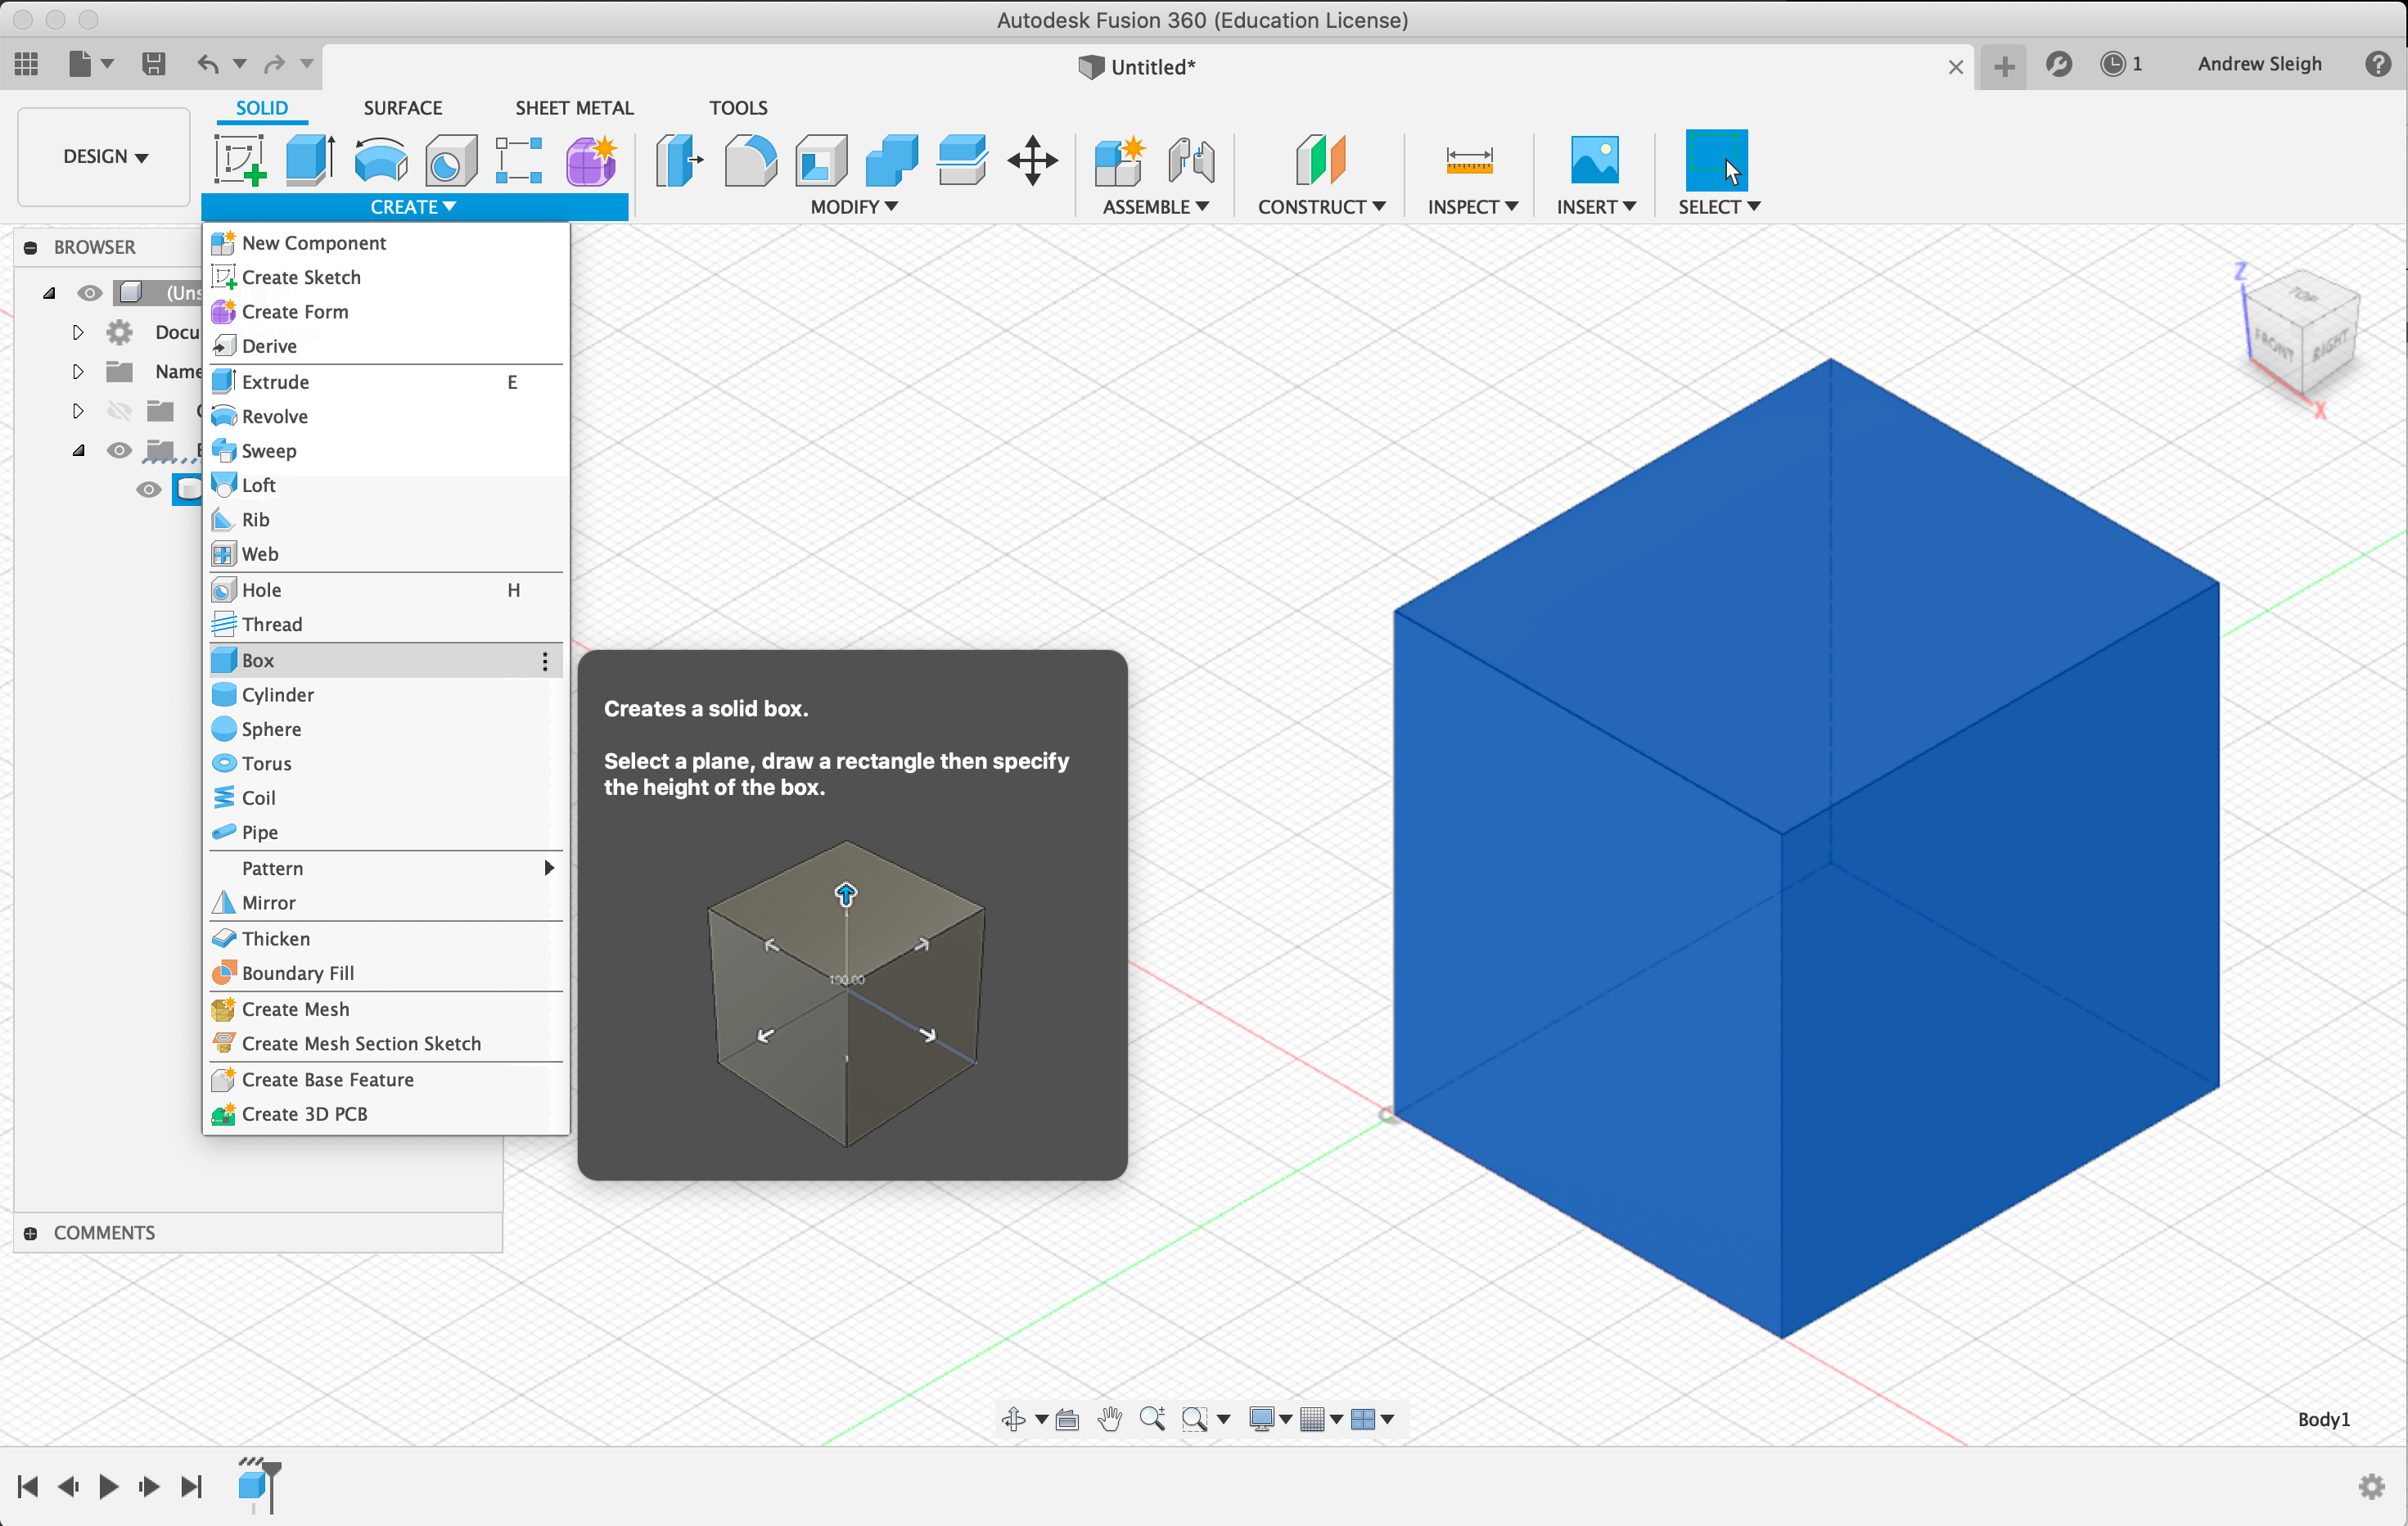 Autodesk Fusion 360 (Education License)
Untitled*
1
Andrew Sleigh
SOLID
SURFACE
SHEET METAL
TOOLS
DESIGN
CREATE
MODIFY
ASSEMBLE
CONSTRUCT
INSPECT
INSERT
SELECT
BROWSER
(Uns
Docu
Name
New Component
Create Sketch
Create Form
Derive
Extrude E
Revolve
Sweep
Loft
Rib
Web
Hole H
Thread
Box
Cylinder
Sphere
Torus
Coil
Pipe
Pattern
Mirror
Thicken
Boundary Fill
Create Mesh
Create Mesh Section Sketch
Create Base Feature
Create 3D PCB
Creates a solid box.
Select a plane, draw a rectangle then specify
the height of the box.
100.00
Z
TOP
FRONT
RIGHT
X
COMMENTS
Body1